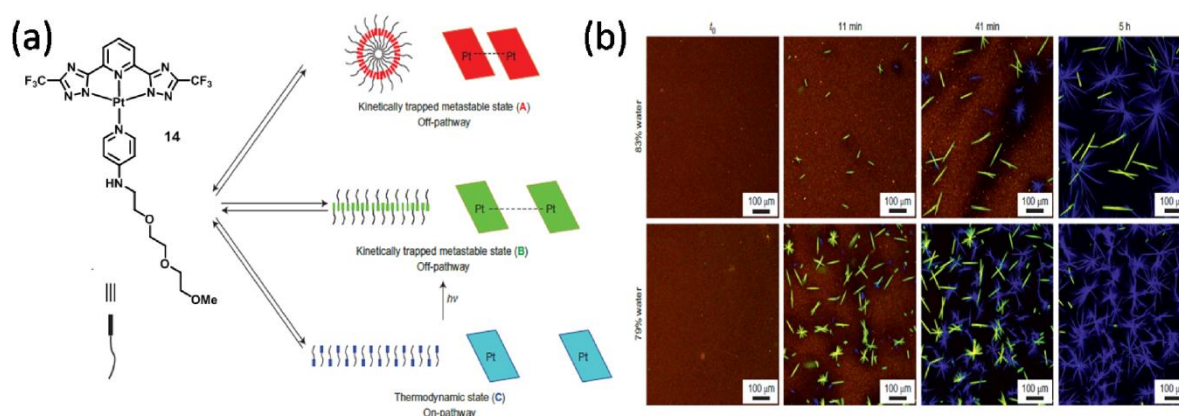 (a)
N
F₃C
CF₃
N
N
N
N
N
N
Pt
N
14
HN
O
O
O
OMe
Pt
Kinetically trapped metastable state (A)
Off-pathway
Pt
Pt
Kinetically trapped metastable state (B)
Off-pathway
hν
Pt
Pt
Thermodynamic state (C)
On-pathway
(b)
t₀
11 min
41 min
5 h
83% water
100 μm
100 μm
100 μm
100 μm
79% water
100 μm
100 μm
100 μm
100 μm